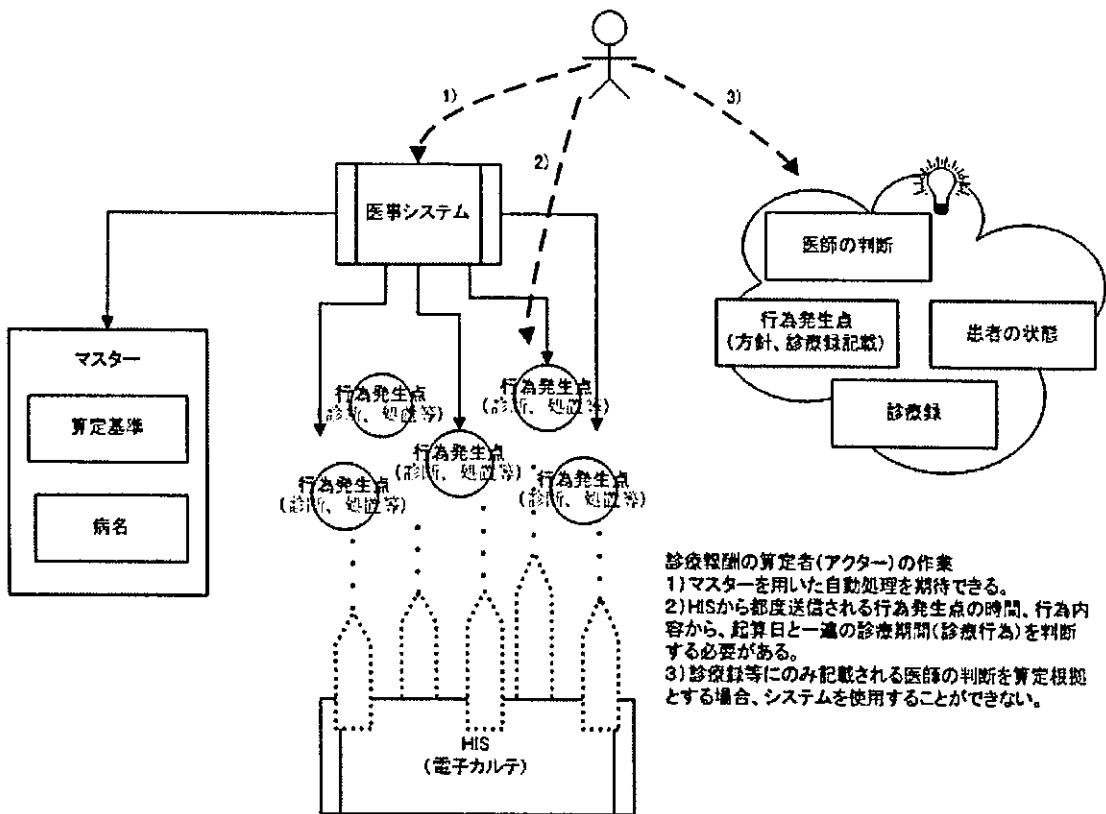 1)
2)
3)
医事システム
マスター
算定基準
病名
行為発生点
(診断、処置等)
行為発生点
(診断、処置等)
行為発生点
(診断、処置等)
行為発生点
(診断、処置等)
行為発生点
(診断、処置等)
医師の判断
行為発生点
(方針、診療録記載)
患者の状態
診療録
診療報酬の算定者(アクター)の作業
1)マスターを用いた自動処理を期待できる。
2)HISから都度送信される行為発生点の時間、行為内
容から、起算日と一連の診療期間(診療行為)を判断
する必要がある。
3)診療録等にのみ記載される医師の判断を算定根拠
とする場合、システムを使用することができない。
HIS
(電子カルテ)